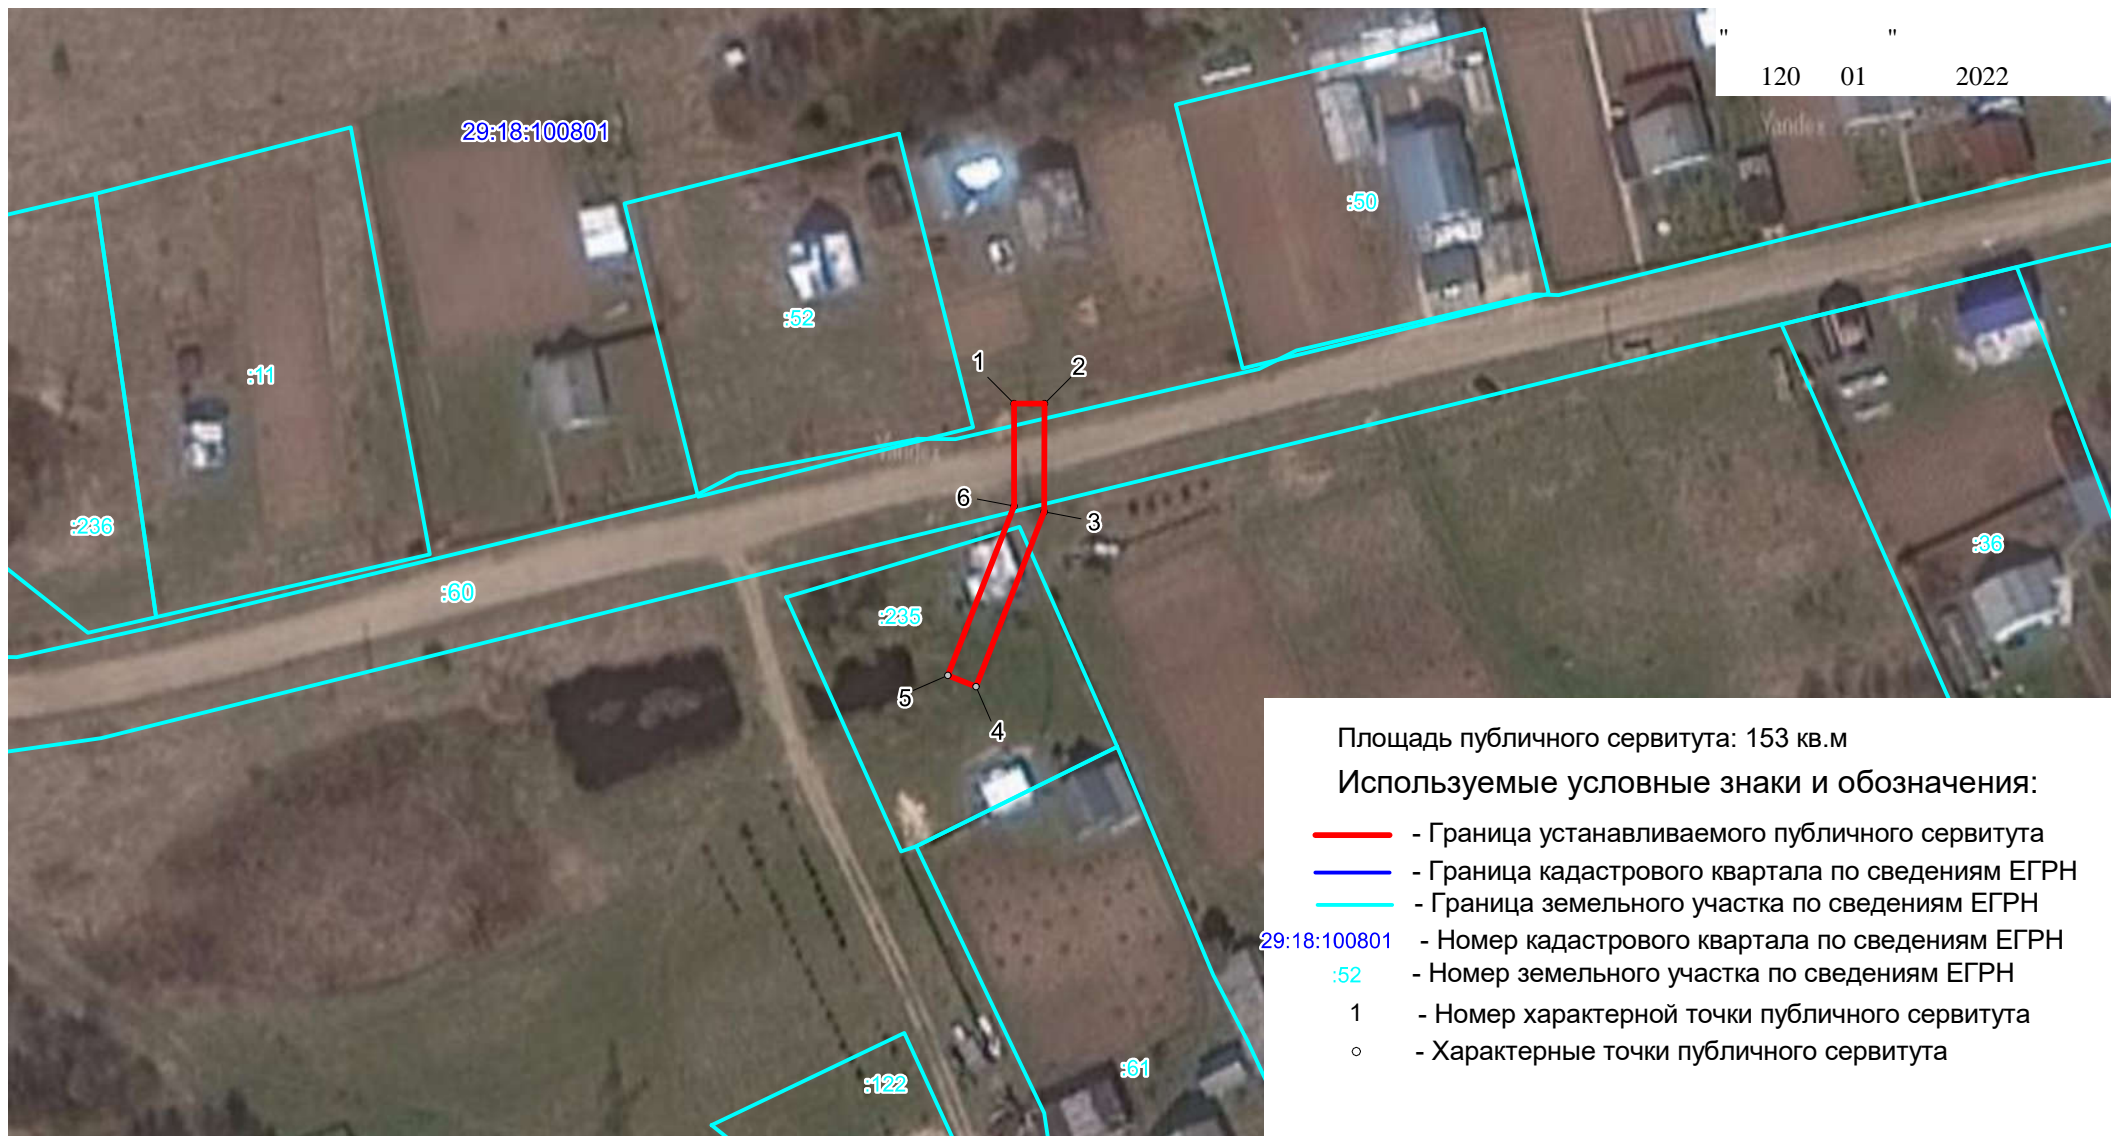 "                    "
120 01 2022
Yandex
29:18:100801
:50
:52
:11
1
2
Yandex
6
3
:236
:36
:60
:235
5
4
:61
:122
Площадь публичного сервитута: 153 кв.м
Используемые условные знаки и обозначения:
- Граница устанавливаемого публичного сервитута
- Граница кадастрового квартала по сведениям ЕГРН
- Граница земельного участка по сведениям ЕГРН
29:18:100801 - Номер кадастрового квартала по сведениям ЕГРН
:52 - Номер земельного участка по сведениям ЕГРН
1 - Номер характерной точки публичного сервитута
- Характерные точки публичного сервитута